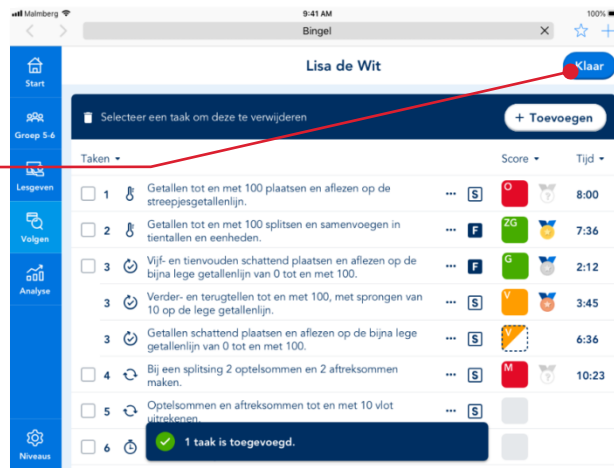 Malmberg 9:41 AM 100%
Bingel
Start
Lisa de Wit
Klaar
Groep 5-6
Selecteer een taak om deze te verwijderen
+ Toevoegen
Lesgeven
Taken Score Tijd
1 Getallen tot en met 100 plaatsen en aflezen op de
streepjesgetallenlijn. ... S O ? 8:00
Volgen
2 Getallen tot en met 100 splitsen en samenvoegen in
tientallen en eenheden. ... F ZG 7:36
Analyse
3 Vijf- en tienvouden schattend plaatsen en aflezen op de
bijna lege getallenlijn van 0 tot en met 100. ... F G 2:12
3 Verder- en terugtellen tot en met 100, met sprongen van
10 op de lege getallenlijn. ... S V 3:45
3 Getallen schattend plaatsen en aflezen op de bijna lege
getallenlijn van 0 tot en met 100. ... S V 6:36
4 Bij een splitsing 2 optelsommen en 2 aftreksommen
maken. ... S M ? 10:23
5 Optelsommen en aftreksommen tot en met 10 vlot
uitrekenen. ... S
6
1 taak is toegevoegd.
Niveaus